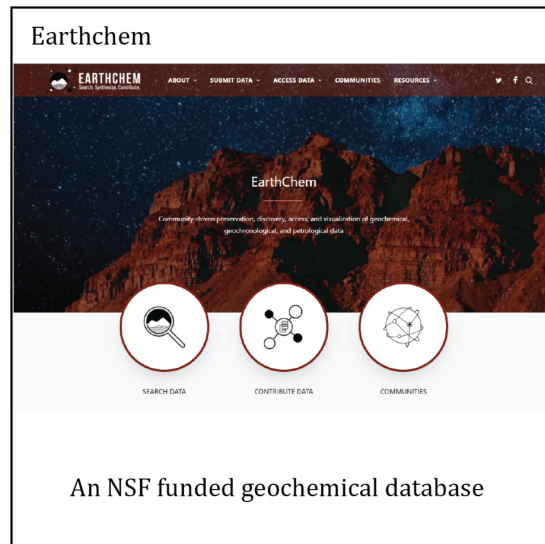 Earthchem
EARTHCHEM
Search. Synthesize. Contribute.
ABOUT SUBMIT DATA ACCESS DATA COMMUNITIES RESOURCES
EarthChem
Community-driven preservation, discovery, access, and visualization of geochemical,
geochronological, and petrological data
SEARCH DATA CONTRIBUTE DATA COMMUNITIES
An NSF funded geochemical database